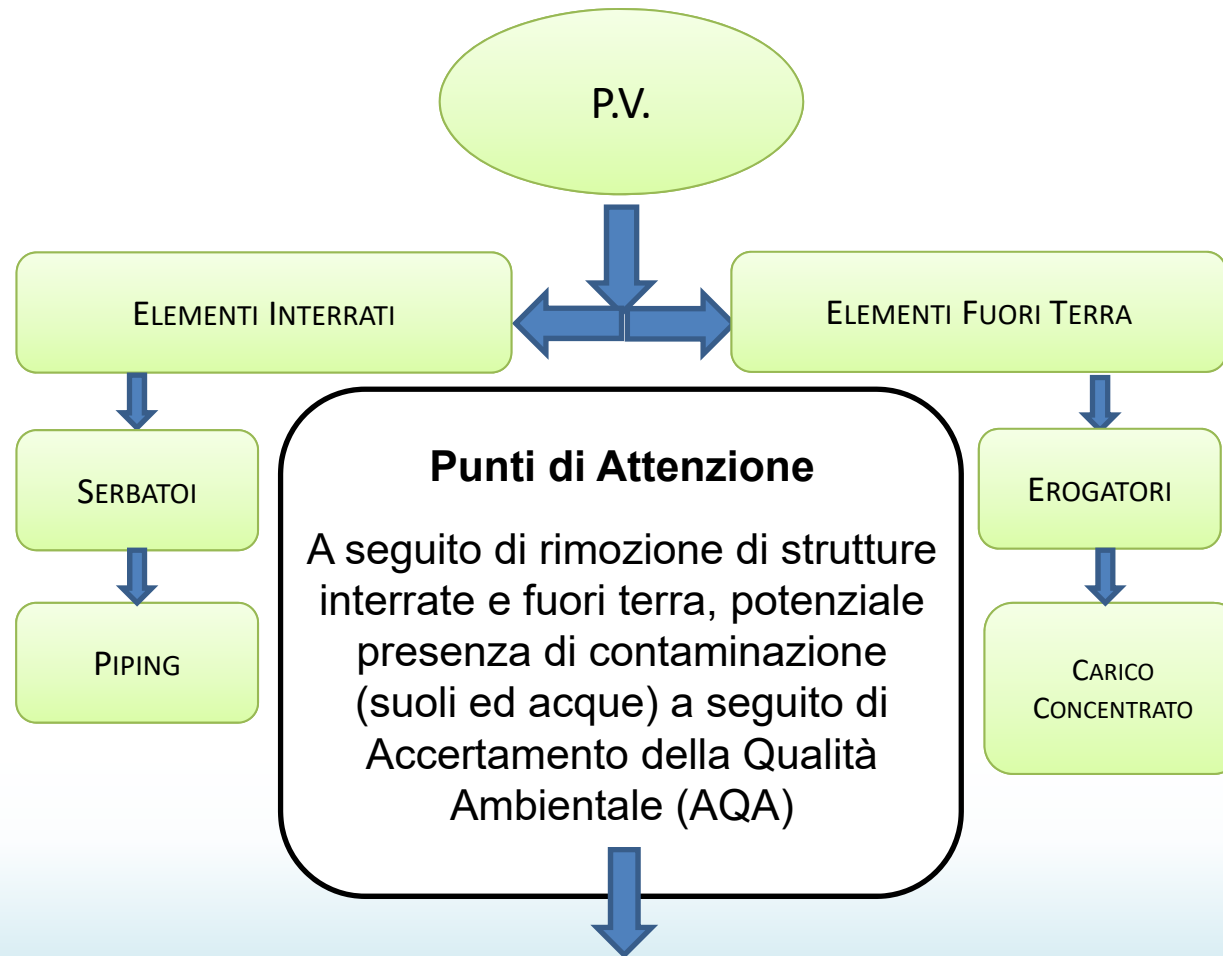 P.V.
ELEMENTI INTERRATI
ELEMENTI FUORI TERRA
SERBATOI
PIPING
Punti di Attenzione
A seguito di rimozione di strutture
interrate e fuori terra, potenziale
presenza di contaminazione
(suoli ed acque) a seguito di
Accertamento della Qualità
Ambientale (AQA)
EROGATORI
CARICO
CONCENTRATO